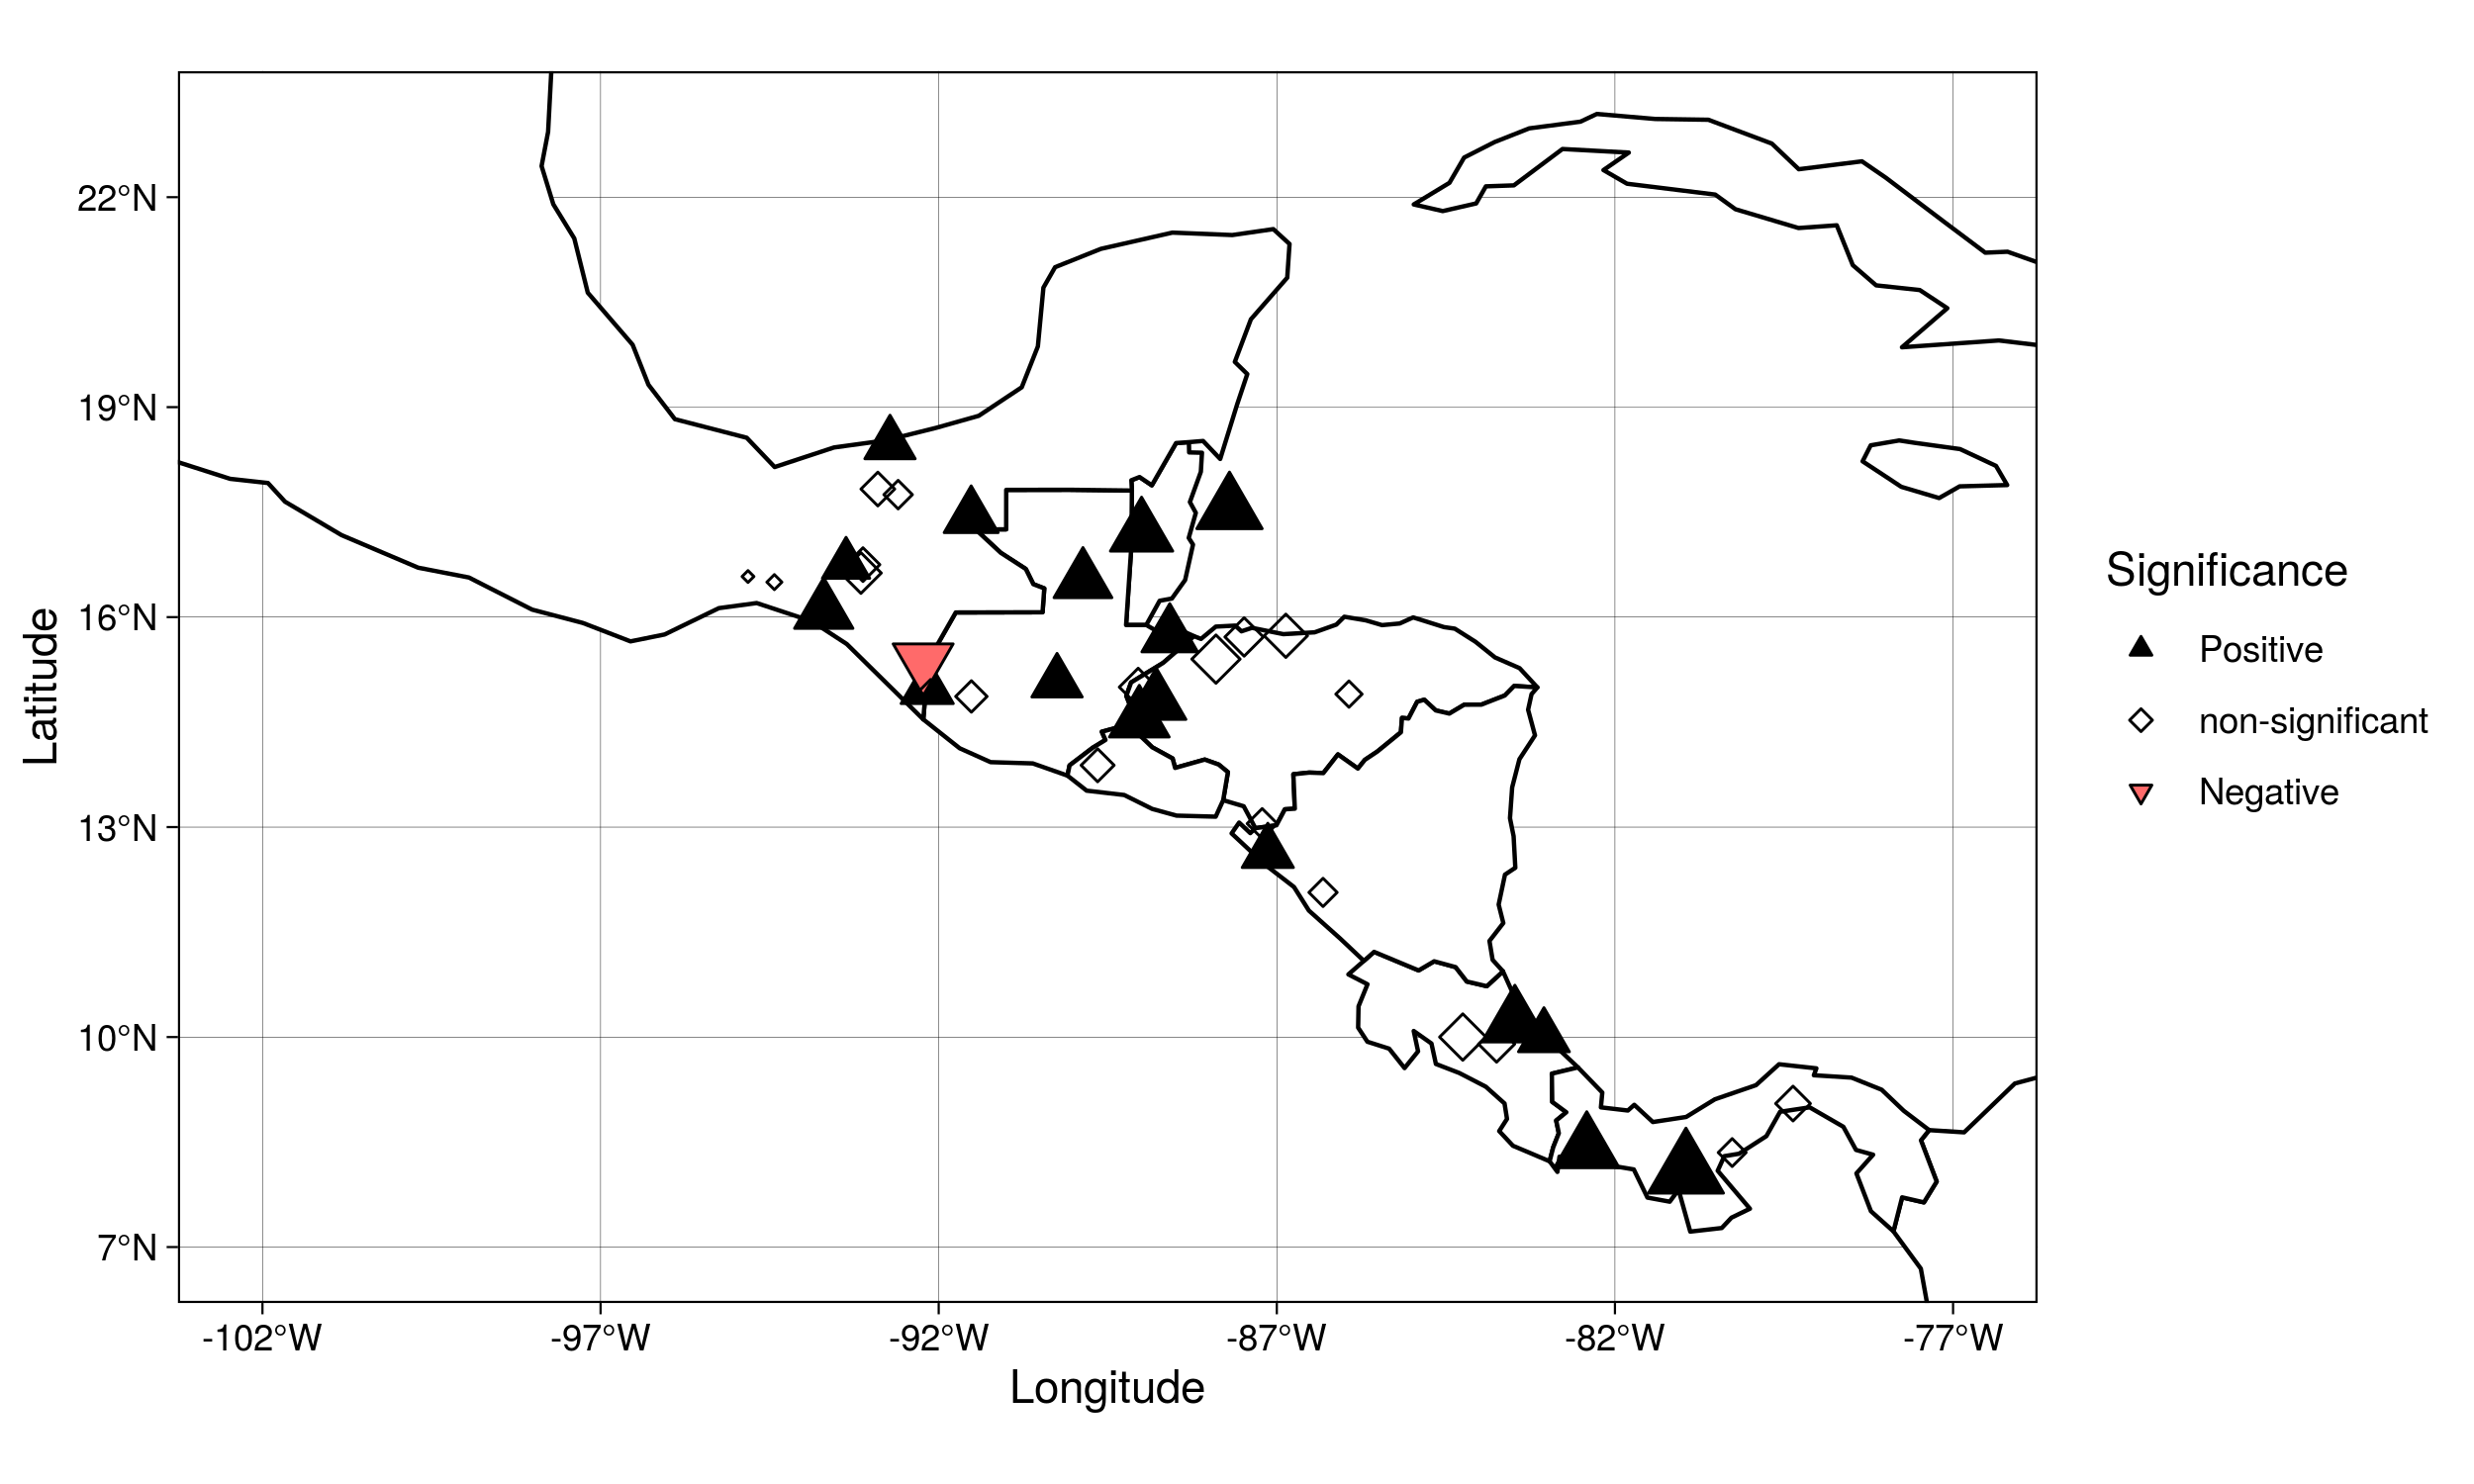 22°N
19°N
16°N
13°N
10°N
7°N
Latitude
-102°W
-97°W
-92°W
-87°W
-82°W
-77°W
Longitude
Significance
Positive
non-significant
Negative